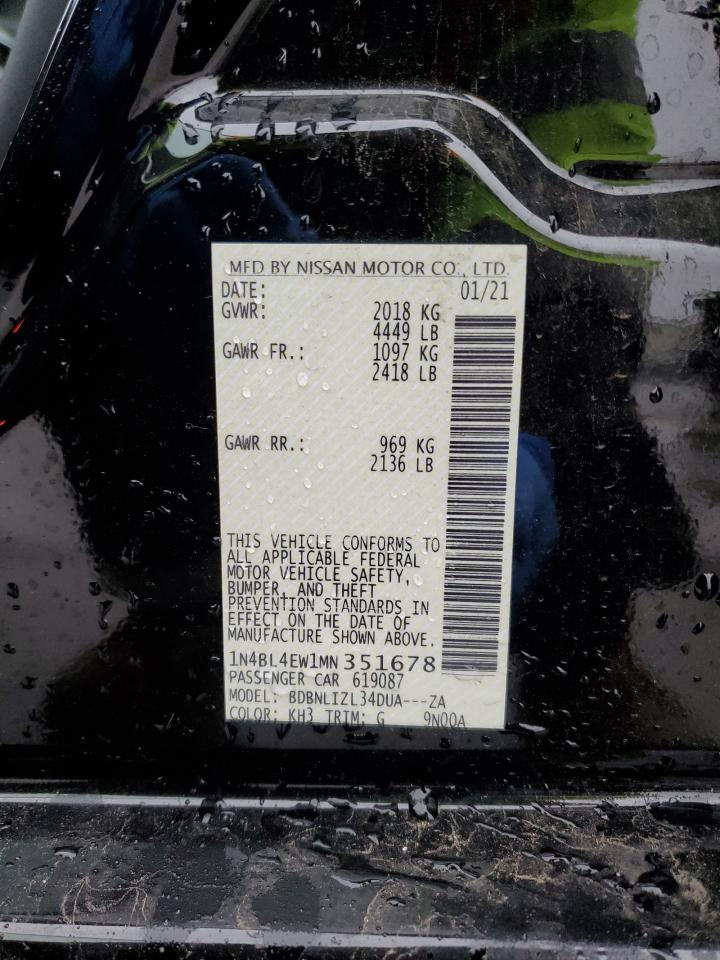 MFD BY NISSAN MOTOR CO., LTD.
DATE: 01/21
GVWR: 2018 KG
4449 LB
GAWR FR.: 1097 KG
2418 LB
GAWR RR.: 969 KG
2136 LB
THIS VEHICLE CONFORMS TO
ALL APPLICABLE FEDERAL
MOTOR VEHICLE SAFETY,
BUMPER, AND THEFT
PREVENTION STANDARDS IN
EFFECT ON THE DATE OF
MANUFACTURE SHOWN ABOVE.
1N4BL4EW1MN351678
PASSENGER CAR 619087
MODEL: BDBNLIZL34DUA---ZA
COLOR: KH3 TRIM: G 9N00A